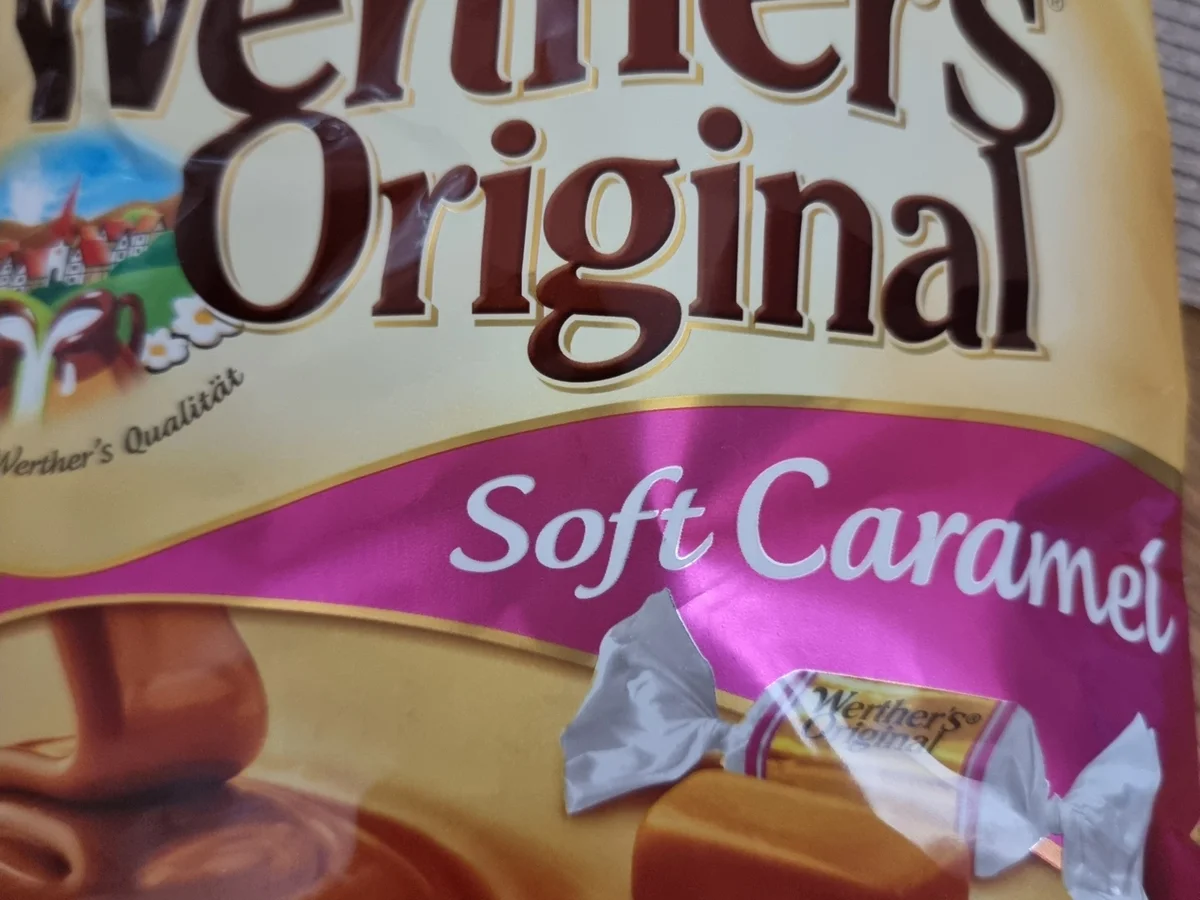 Werther's
Original
Werther's Qualität
Soft Caramel
Werther's®
Original